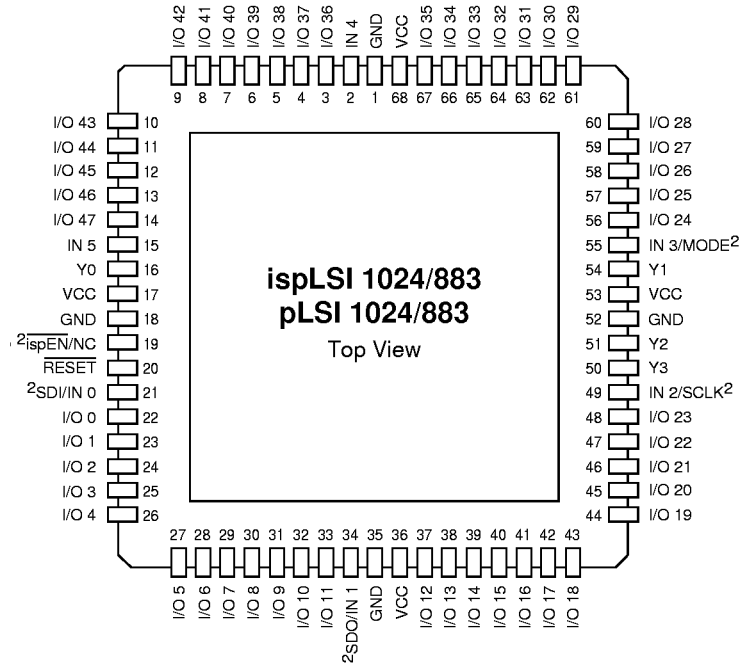 I/O 42 I/O 41 I/O 40 I/O 39 I/O 38 I/O 37 I/O 36 IN 4 GND VCC I/O 35 I/O 34 I/O 33 I/O 32 I/O 31 I/O 30 I/O 29
9 8 7 6 5 4 3 2 1 68 67 66 65 64 63 62 61
I/O 43 10 60 I/O 28
I/O 44 11 59 I/O 27
I/O 45 12 58 I/O 26
I/O 46 13 57 I/O 25
I/O 47 14 56 I/O 24
IN 5 15 55 IN 3/MODE²
Y0 16 54 Y1
VCC 17 53 VCC
GND 18 52 GND
²ispEN/NC 19 51 Y2
RESET 20 50 Y3
²SDI/IN 0 21 49 IN 2/SCLK²
I/O 0 22 48 I/O 23
I/O 1 23 47 I/O 22
I/O 2 24 46 I/O 21
I/O 3 25 45 I/O 20
I/O 4 26 44 I/O 19
ispLSI 1024/883
pLSI 1024/883
Top View
27 28 29 30 31 32 33 34 35 36 37 38 39 40 41 42 43
I/O 5 I/O 6 I/O 7 I/O 8 I/O 9 I/O 10 I/O 11 ²SDO/IN 1 GND VCC I/O 12 I/O 13 I/O 14 I/O 15 I/O 16 I/O 17 I/O 18